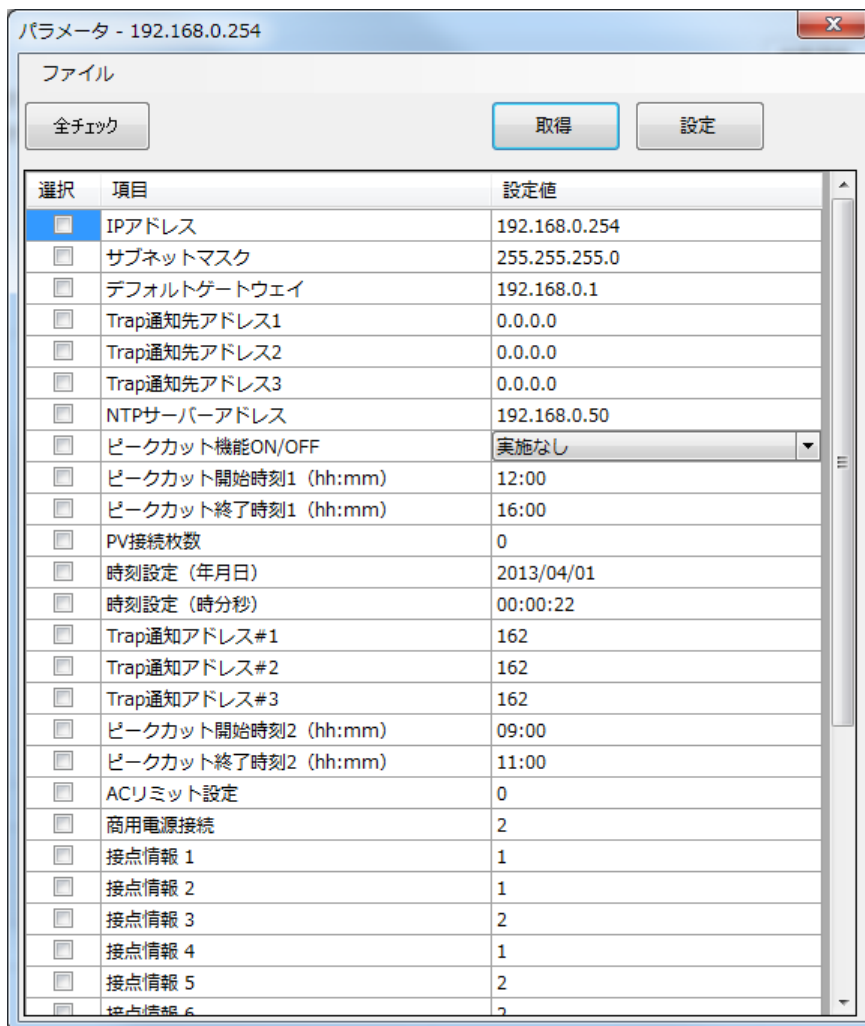 パラメータ - 192.168.0.254
ファイル
全チェック 取得 設定
選択 項目 設定値
IPアドレス 192.168.0.254
サブネットマスク 255.255.255.0
デフォルトゲートウェイ 192.168.0.1
Trap通知先アドレス1 0.0.0.0
Trap通知先アドレス2 0.0.0.0
Trap通知先アドレス3 0.0.0.0
NTPサーバーアドレス 192.168.0.50
ピークカット機能ON/OFF 実施なし
ピークカット開始時刻1（hh:mm） 12:00
ピークカット終了時刻1（hh:mm） 16:00
PV接続枚数 0
時刻設定（年月日） 2013/04/01
時刻設定（時分秒） 00:00:22
Trap通知アドレス#1 162
Trap通知アドレス#2 162
Trap通知アドレス#3 162
ピークカット開始時刻2（hh:mm） 09:00
ピークカット終了時刻2（hh:mm） 11:00
ACリミット設定 0
商用電源接続 2
接点情報 1 1
接点情報 2 1
接点情報 3 2
接点情報 4 1
接点情報 5 2
接点情報 6 2